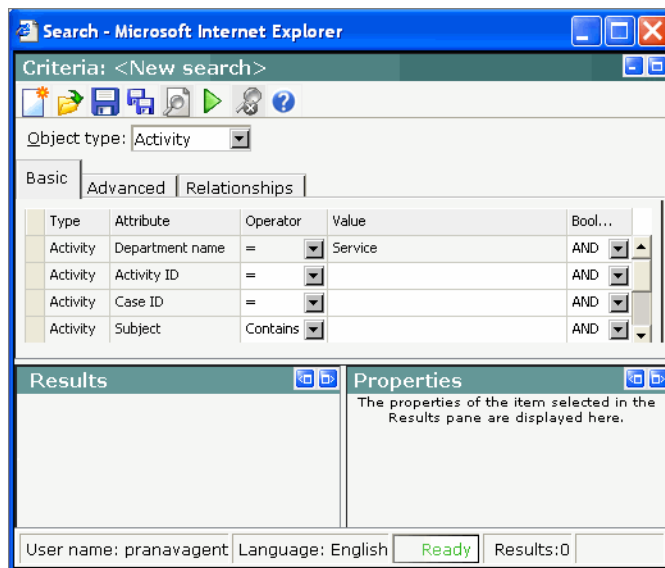 Search - Microsoft Internet Explorer
Criteria: <New search>
Object type: Activity
Basic Advanced Relationships
Type Attribute Operator Value Bool...
Activity Department name = Service AND
Activity Activity ID = AND
Activity Case ID = AND
Activity Subject Contains AND
Results
Properties
The properties of the item selected in the
Results pane are displayed here.
User name: pranavagent Language: English Ready Results:0